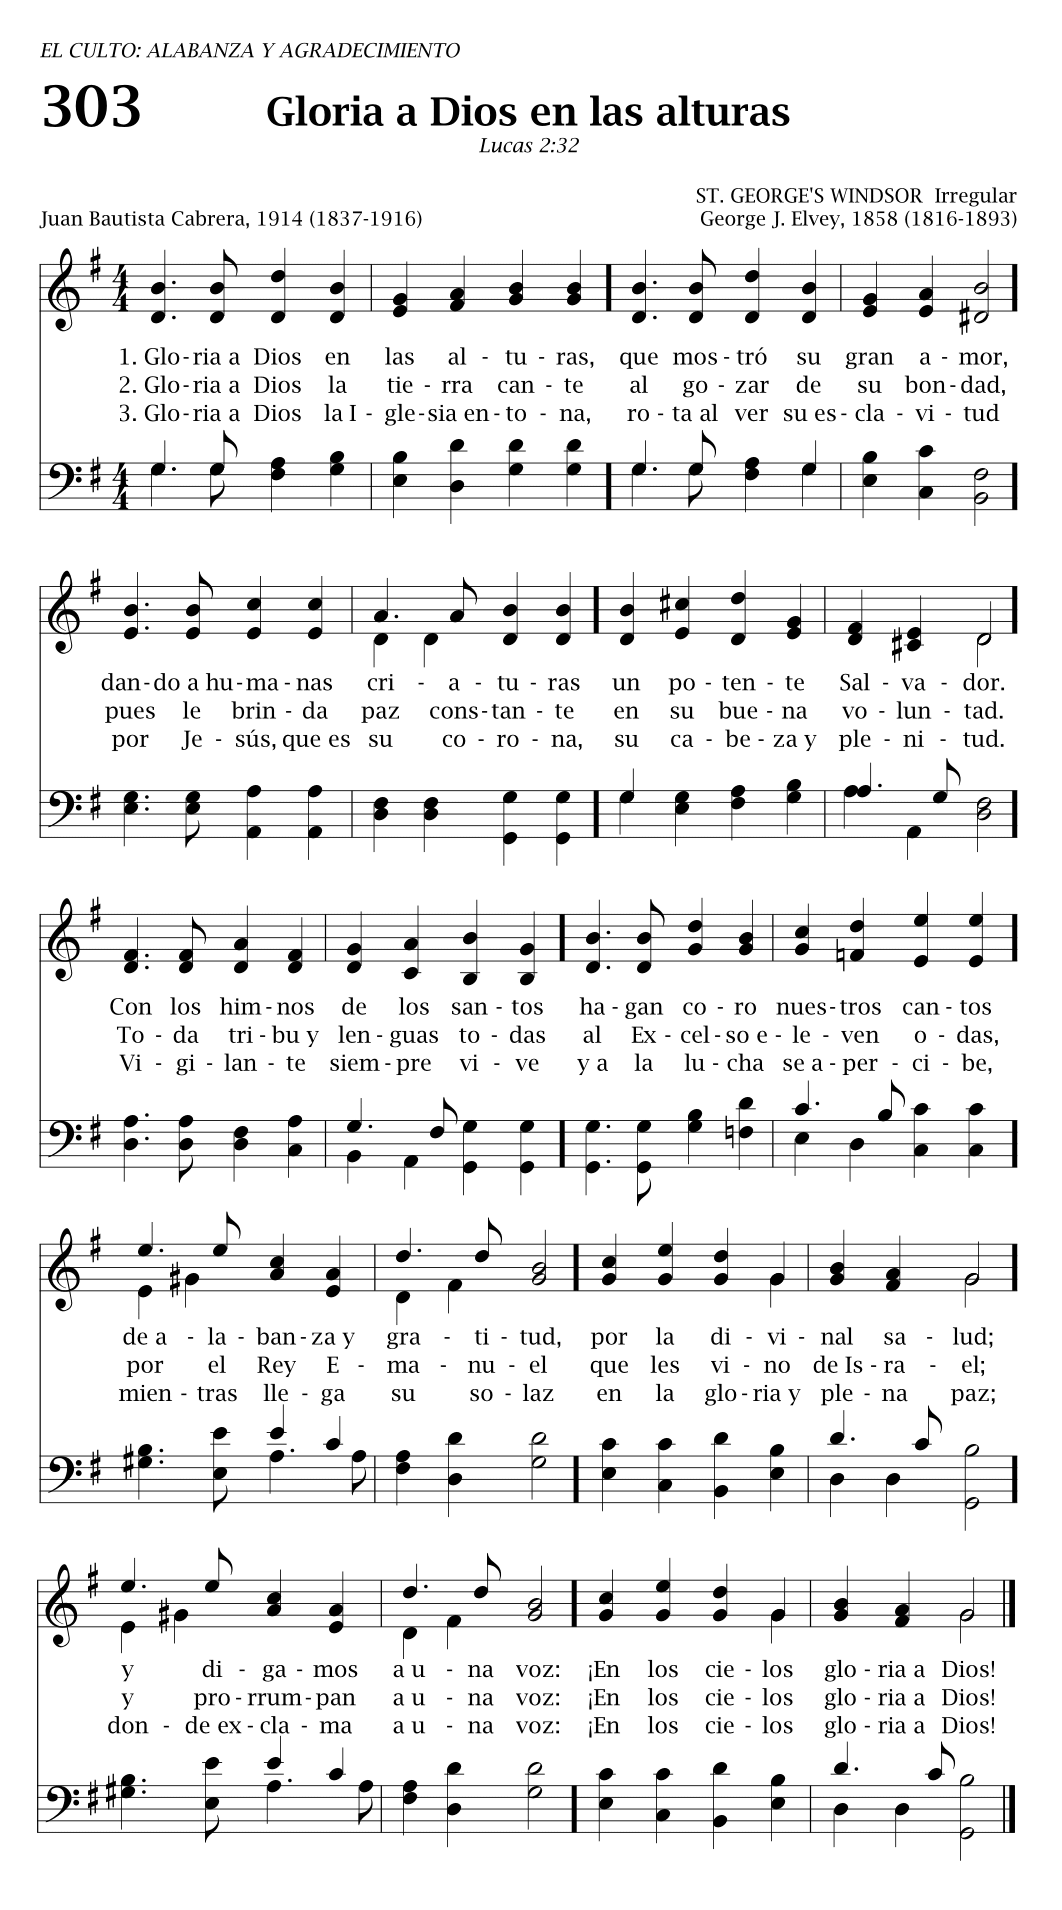 EL CULTO: ALABANZA Y AGRADECIMIENTO
303 Gloria a Dios en las alturas
Lucas 2:32
ST. GEORGE'S WINDSOR Irregular
Juan Bautista Cabrera, 1914 (1837-1916) George J. Elvey, 1858 (1816-1893)
4 4
1. Glo - ria a Dios en las al - tu - ras, que mos - tró su gran a - mor,
2. Glo - ria a Dios la tie - rra can - te al go - zar de su bon - dad,
3. Glo - ria a Dios la I - gle - sia en - to - na, ro - ta al ver su es - cla - vi - tud
4 4
dan - do a hu - ma - nas cri - a - tu - ras un po - ten - te Sal - va - dor.
pues le brin - da paz cons - tan - te en su bue - na vo - lun - tad.
por Je - sús, que es su co - ro - na, su ca - be - za y ple - ni - tud.
Con los him - nos de los san - tos ha - gan co - ro nues - tros can - tos
To - da tri - bu y len - guas to - das al Ex - cel - so e - le - ven o - das,
Vi - gi - lan - te siem - pre vi - ve y a la lu - cha se a - per - ci - be,
de a - la - ban - za y gra - ti - tud, por la di - vi - nal sa - lud;
por el Rey E - ma - nu - el que les vi - no de Is - ra - el;
mien - tras lle - ga su so - laz en la glo - ria y ple - na paz;
y di - ga - mos a u - na voz: ¡En los cie - los glo - ria a Dios!
y pro - rrum - pan a u - na voz: ¡En los cie - los glo - ria a Dios!
don - de ex - cla - ma a u - na voz: ¡En los cie - los glo - ria a Dios!